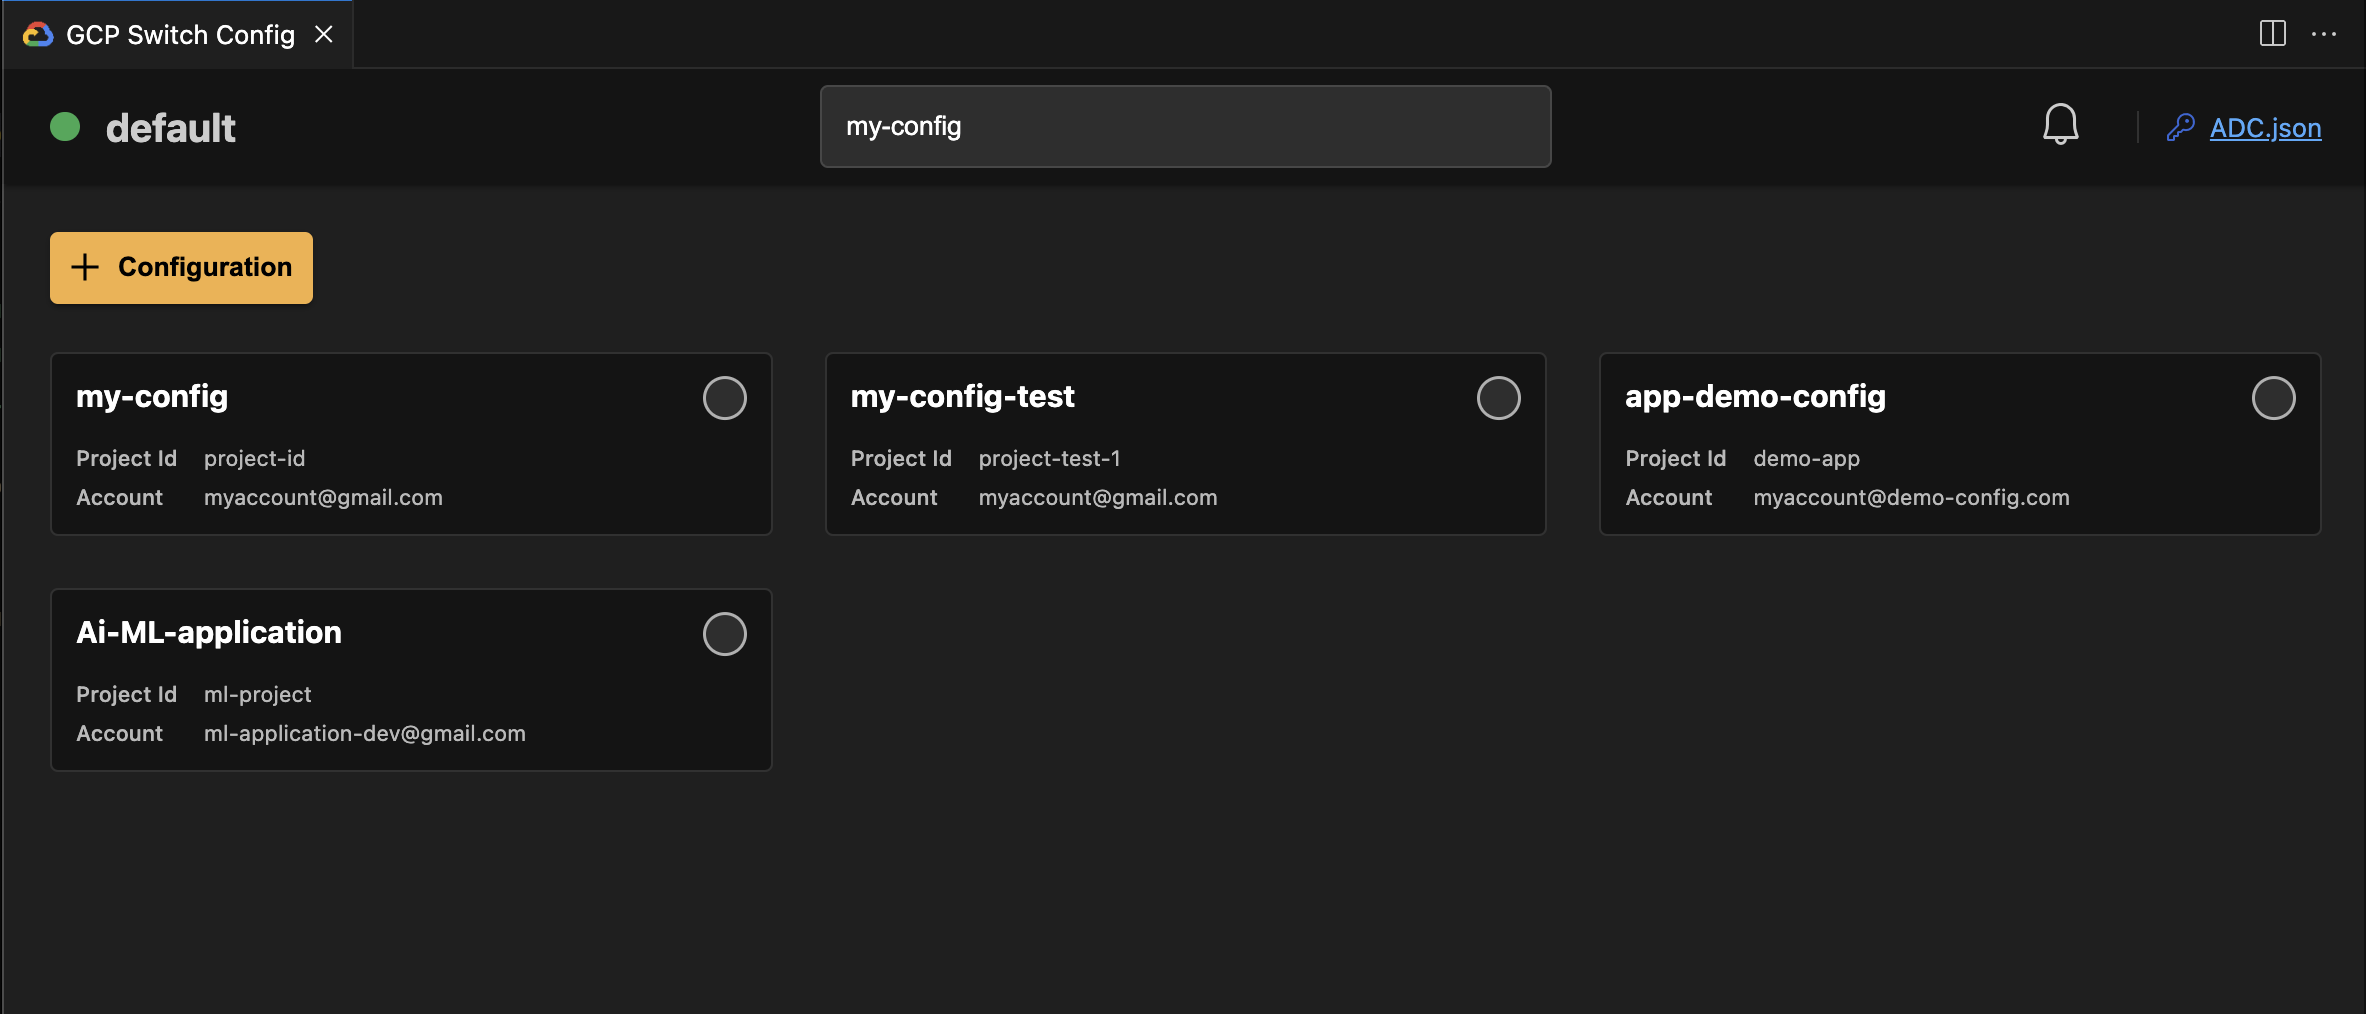 GCP Switch Config
default
my-config
ADC.json
Configuration
my-config
Project Id project-id
Account myaccount@gmail.com
my-config-test
Project Id project-test-1
Account myaccount@gmail.com
app-demo-config
Project Id demo-app
Account myaccount@demo-config.com
Ai-ML-application
Project Id ml-project
Account ml-application-dev@gmail.com